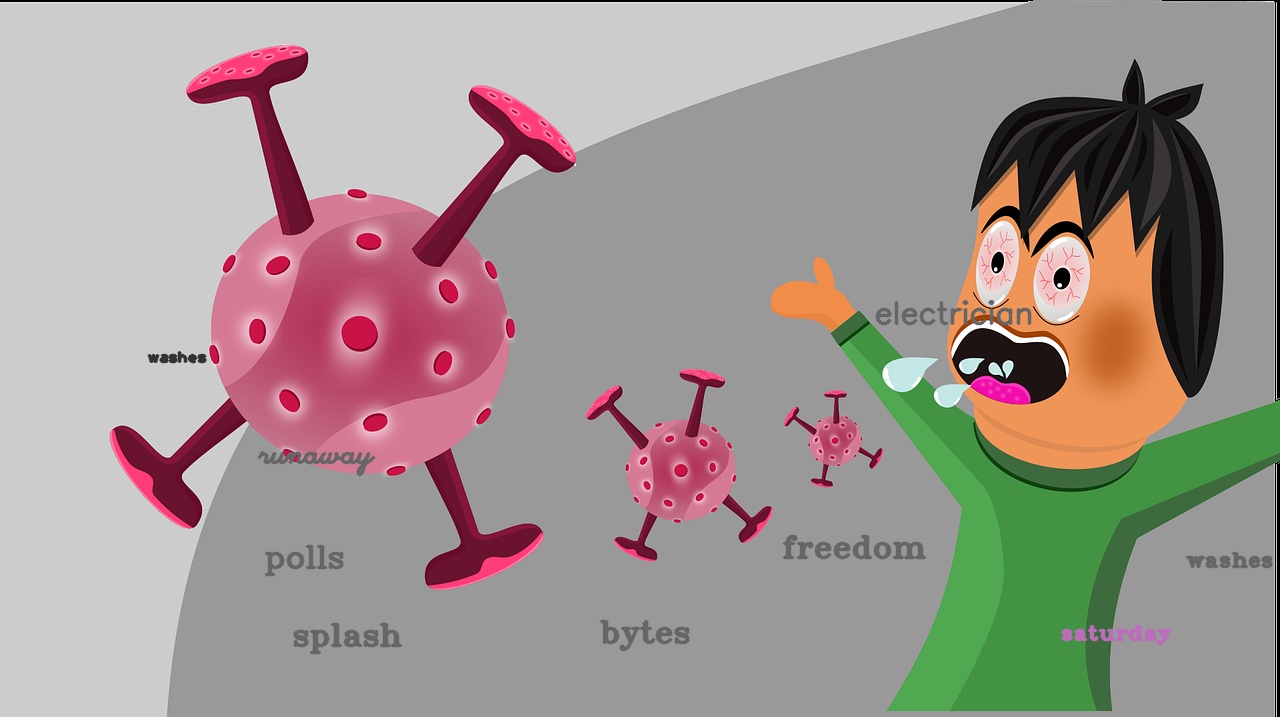 electrician
washes
runaway
polls
freedom
washes
splash
bytes
saturday